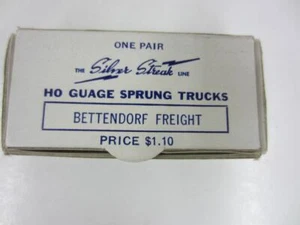 ONE PAIR
THE Silver Streak LINE
HO GUAGE SPRUNG TRUCKS
BETTENDORF FREIGHT
PRICE $1.10